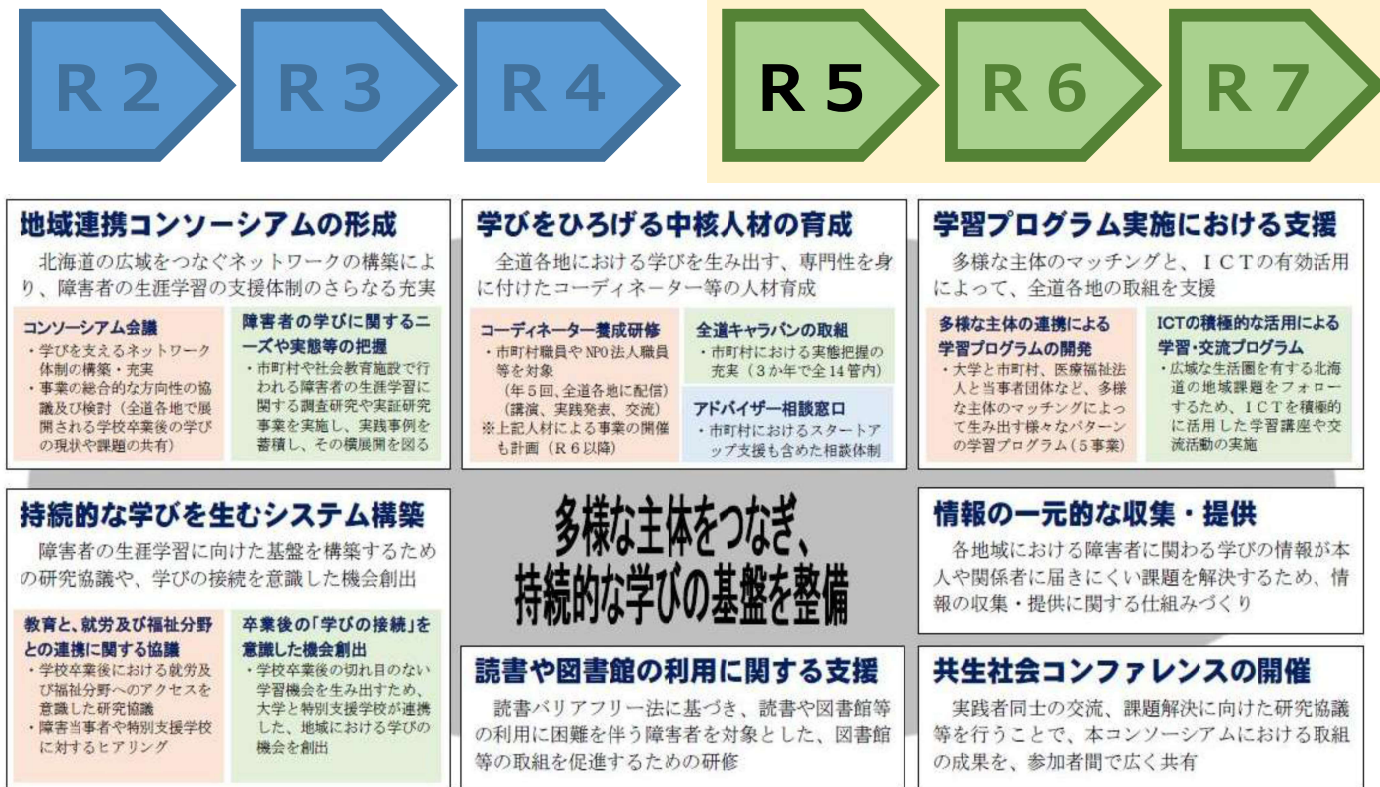 R 2
R 3
R 4
R 5
R 6
R 7
地域連携コンソーシアムの形成
北海道の広域をつなぐネットワークの構築によ
り、障害者の生涯学習の支援体制のさらなる充実
コンソーシアム会議
・学びを支えるネットワーク
体制の構築・充実
・事業の総合的な方向性の協
議及び検討（全道各地で展
開される学校卒業後の学び
の現状や課題の共有）
障害者の学びに関するニ
ーズや実態等の把握
・市町村や社会教育施設で行
われる障害者の生涯学習に
関する調査研究や実証研究
事業を実施し、実践事例を
蓄積し、その横展開を図る
学びをひろげる中核人材の育成
全道各地における学びを生み出す、専門性を身
に付けたコーディネーター等の人材育成
コーディネーター養成研修
・市町村職員やNPO法人職員
等を対象
（年５回、全道各地に配信）
（講演、実践発表、交流）
※上記人材による事業の開催
も計画（Ｒ６以降）
全道キャラバンの取組
・市町村における実態把握の
充実（３か年で全14管内）
アドバイザー相談窓口
・市町村におけるスタートア
ップ支援も含めた相談体制
学習プログラム実施における支援
多様な主体のマッチングと、ＩＣＴの有効活用
によって、全道各地の取組を支援
多様な主体の連携による
学習プログラムの開発
・大学と市町村、医療福祉法
人と当事者団体など、多様
な主体のマッチングによっ
て生み出す様々なパターン
の学習プログラム（５事業）
ICTの積極的な活用による
学習・交流プログラム
・広域な生活圏を有する北海
道の地域課題をフォロー
するため、ＩＣＴを積極的
に活用した学習講座や交
流活動の実施
持続的な学びを生むシステム構築
障害者の生涯学習に向けた基盤を構築するため
の研究協議や、学びの接続を意識した機会創出
教育と、就労及び福祉分野
との連携に関する協議
・学校卒業後における就労及
び福祉分野へのアクセスを
意識した研究協議
・障害当事者や特別支援学校
に対するヒアリング
卒業後の「学びの接続」を
意識した機会創出
・学校卒業後の切れ目のない
学習機会を生み出すため、
大学と特別支援学校が連携
した、地域における学びの
機会を創出
多様な主体をつなぎ、
持続的な学びの基盤を整備
読書や図書館の利用に関する支援
読書バリアフリー法に基づき、読書や図書館等
の利用に困難を伴う障害者を対象とした、図書館
等の取組を促進するための研修
情報の一元的な収集・提供
各地域における障害者に関わる学びの情報が本
人や関係者に届きにくい課題を解決するため、情
報の収集・提供に関する仕組みづくり
共生社会コンファレンスの開催
実践者同士の交流、課題解決に向けた研究協議
等を行うことで、本コンソーシアムにおける取組
の成果を、参加者間で広く共有